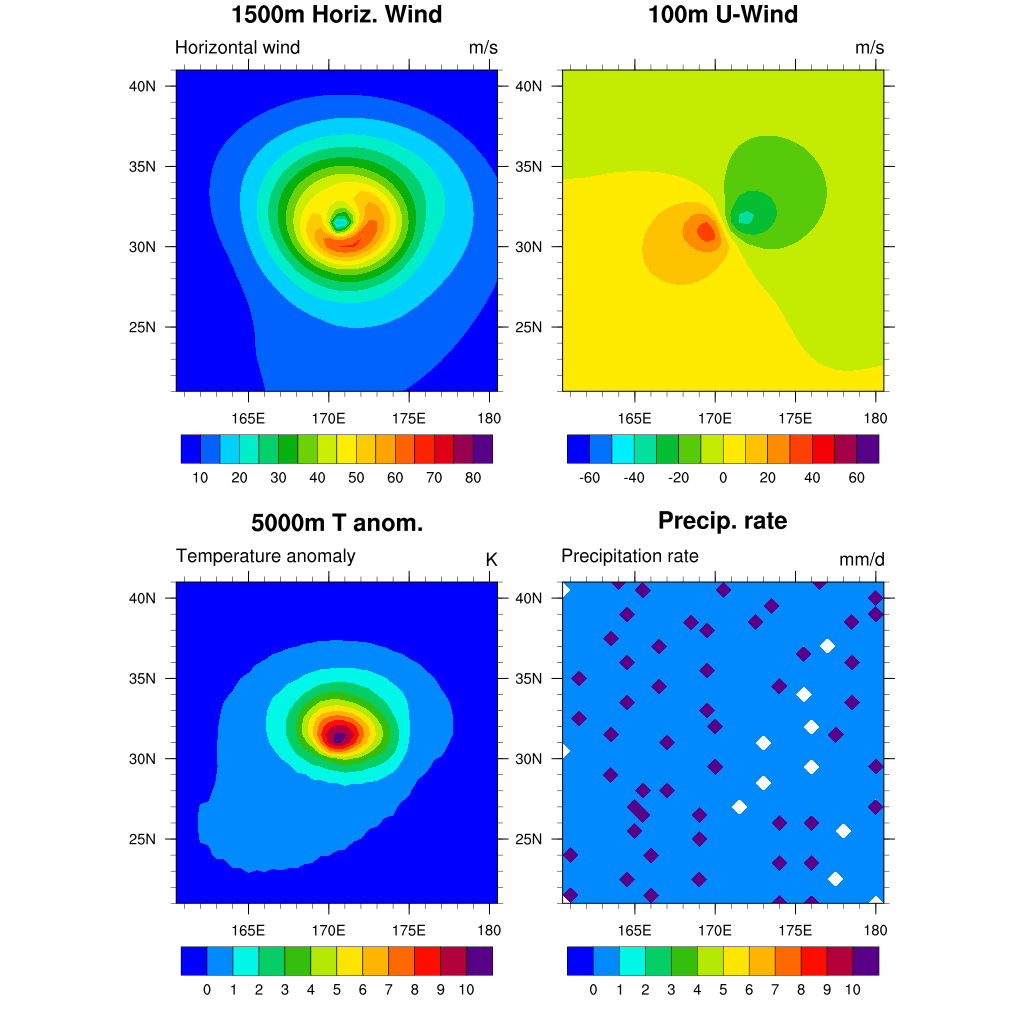 1500m Horiz. Wind
Horizontal wind m/s
40N
35N
30N
25N
165E 170E 175E 180
10 20 30 40 50 60 70 80
100m U-Wind
m/s
40N
35N
30N
25N
165E 170E 175E 180
-60 -40 -20 0 20 40 60
5000m T anom.
Temperature anomaly K
40N
35N
30N
25N
165E 170E 175E 180
0 1 2 3 4 5 6 7 8 9 10
Precip. rate
Precipitation rate mm/d
40N
35N
30N
25N
165E 170E 175E 180
0 1 2 3 4 5 6 7 8 9 10